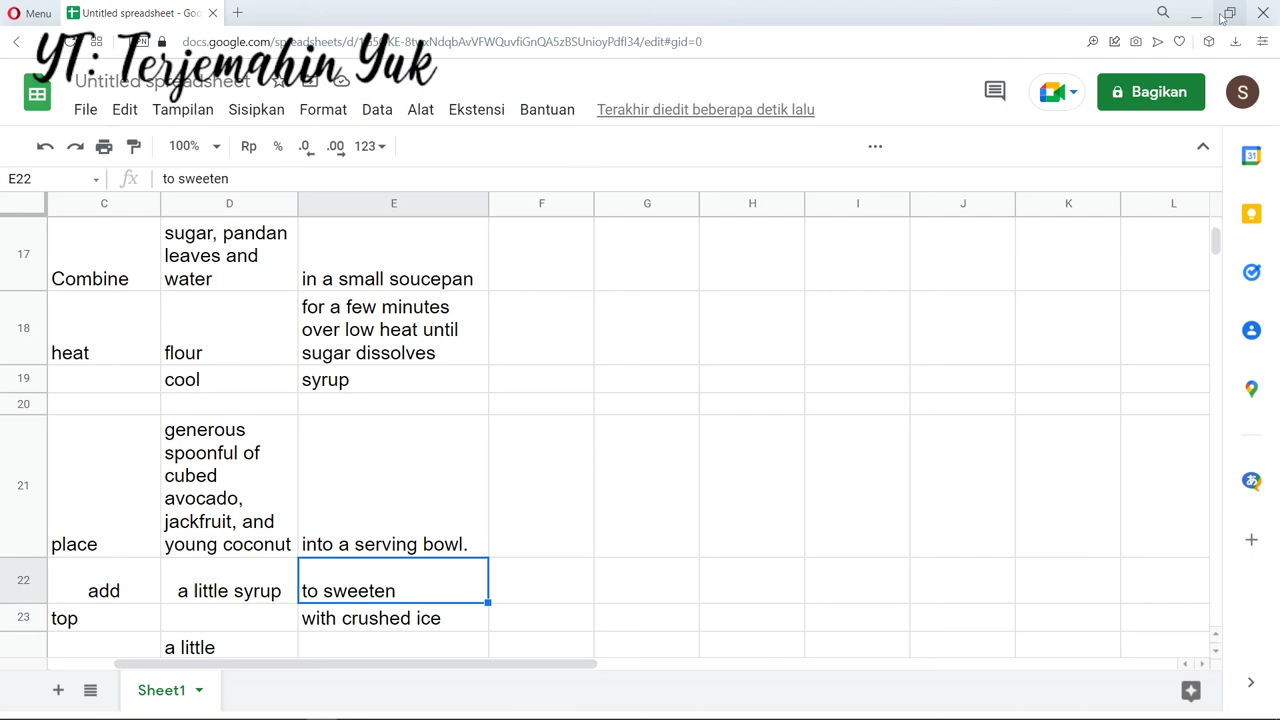 Menu
Untitled spreadsheet - Goo
YT: Terjemahin Yuk
VPN
Untitled spreadsheet
File Edit Tampilan Sisipkan Format Data Alat Ekstensi Bantuan Terakhir diedit beberapa detik lalu
Bagikan
S
100% Rp % .0 .00 123
31
E22 fx to sweeten
C D E F G H I J K L
17 Combine
sugar, pandan
leaves and
water
in a small soucepan
18 heat
flour
for a few minutes
over low heat until
sugar dissolves
19 cool syrup
20
21 place
generous
spoonful of
cubed
avocado,
jackfruit, and
young coconut
into a serving bowl.
22 add a little syrup to sweeten
23 top with crushed ice
a little
Sheet1